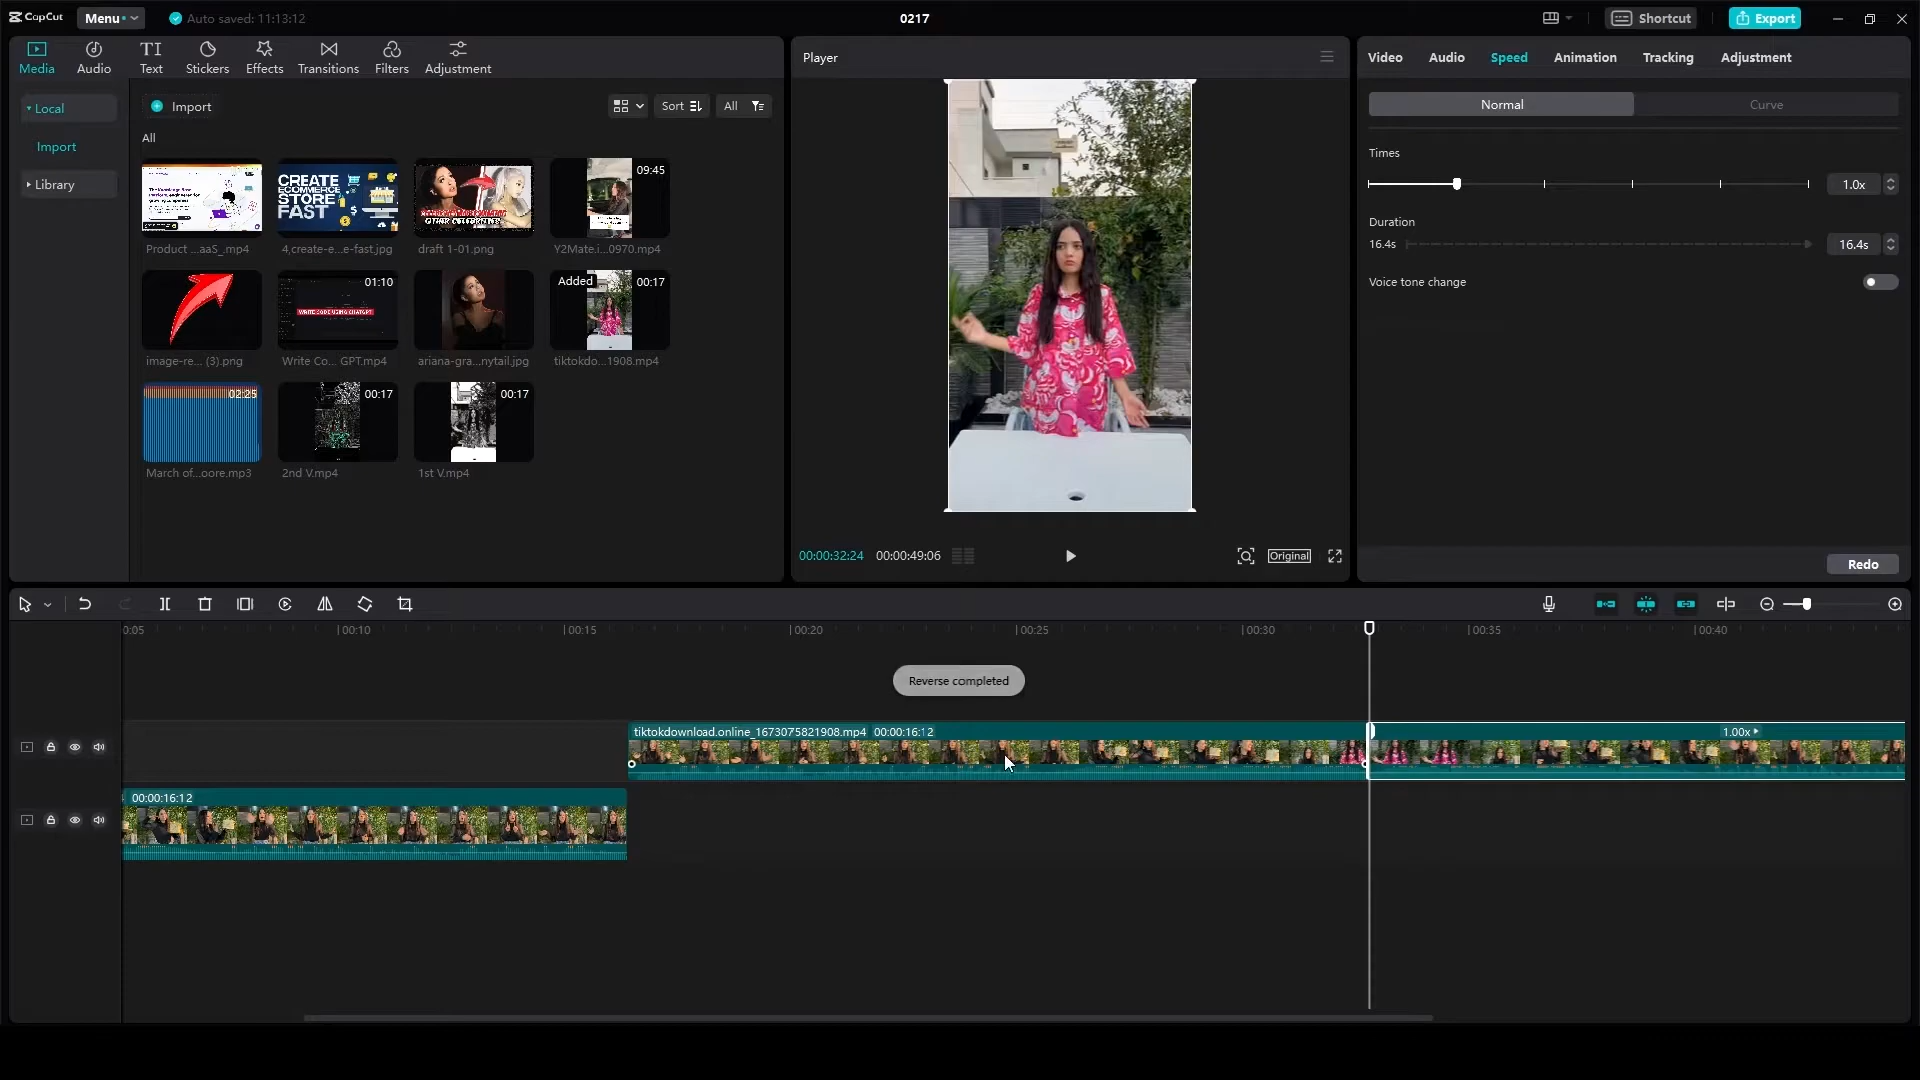 CapCut
Menu
Auto saved: 11:13:12
0217
Shortcut
Export
Media
Audio
Text
Stickers
Effects
Transitions
Filters
Adjustment
Local
Import
Library
Import
Sort
All
All
Product ...aaS_.mp4
CREATE
ECOMMERCE
STORE
FAST
4.create-e...e-fast.jpg
draft 1-01.png
09:45
Y2Mate.i...0970.mp4
image-re... (3).png
01:10
WRITE CODE USING CHATGPT
Write Co... GPT.mp4
ariana-gra...nytail.jpg
Added
00:17
tiktokdo...1908.mp4
02:25
March of...oore.mp3
00:17
2nd V.mp4
00:17
1st V.mp4
Player
00:00:32:24
00:00:49:06
Original
Video
Audio
Speed
Animation
Tracking
Adjustment
Normal
Curve
Times
1.0x
Duration
16.4s
16.4s
Voice tone change
Redo
0:05
00:10
00:15
00:20
00:25
00:30
00:35
00:40
Reverse completed
tiktokdownload.online_1673075821908.mp4 00:00:16:12
1.00x
00:00:16:12